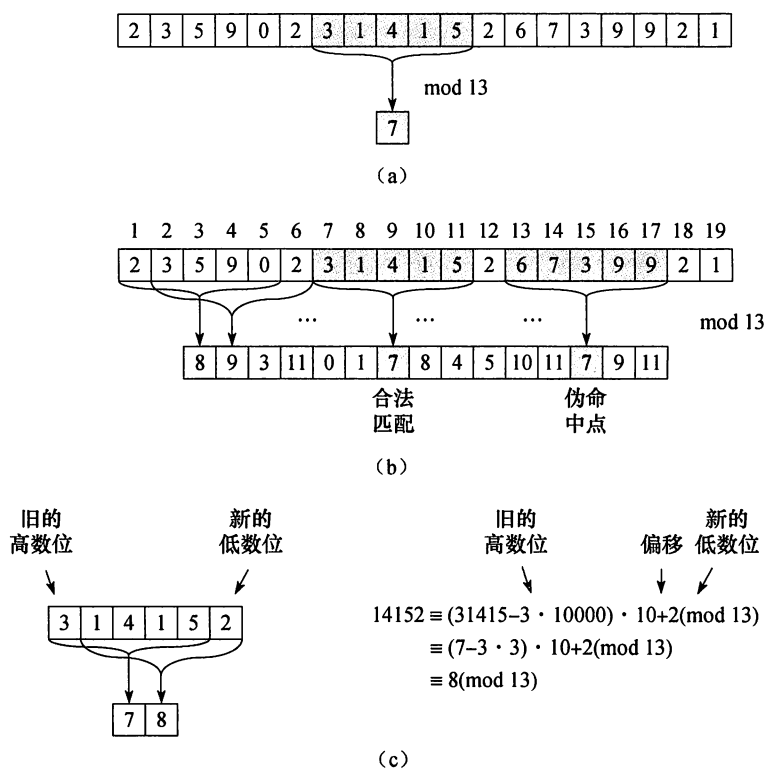 2 3 5 9 0 2 3 1 4 1 5 2 6 7 3 9 9 2 1
mod 13
7
(a)
1 2 3 4 5 6 7 8 9 10 11 12 13 14 15 16 17 18 19
2 3 5 9 0 2 3 1 4 1 5 2 6 7 3 9 9 2 1
… … …
mod 13
8 9 3 11 0 1 7 8 4 5 10 11 7 9 11
合法
匹配
伪命
中点
(b)
旧的
高数位
新的
低数位
3 1 4 1 5 2
7 8
旧的
高数位
偏移
新的
低数位
14152≡(31415−3·10000)·10+2(mod 13)
≡(7−3·3)·10+2(mod 13)
≡8(mod 13)
(c)